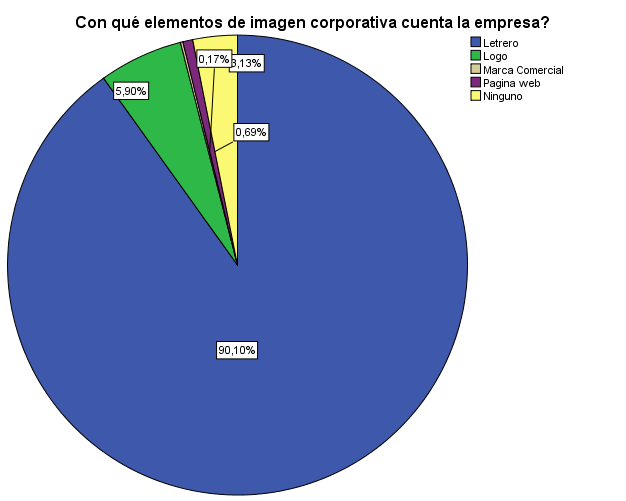 Con qué elementos de imagen corporativa cuenta la empresa?
Letrero
Logo
Marca Comercial
Pagina web
Ninguno
0,17%
3,13%
5,90%
0,69%
90,10%